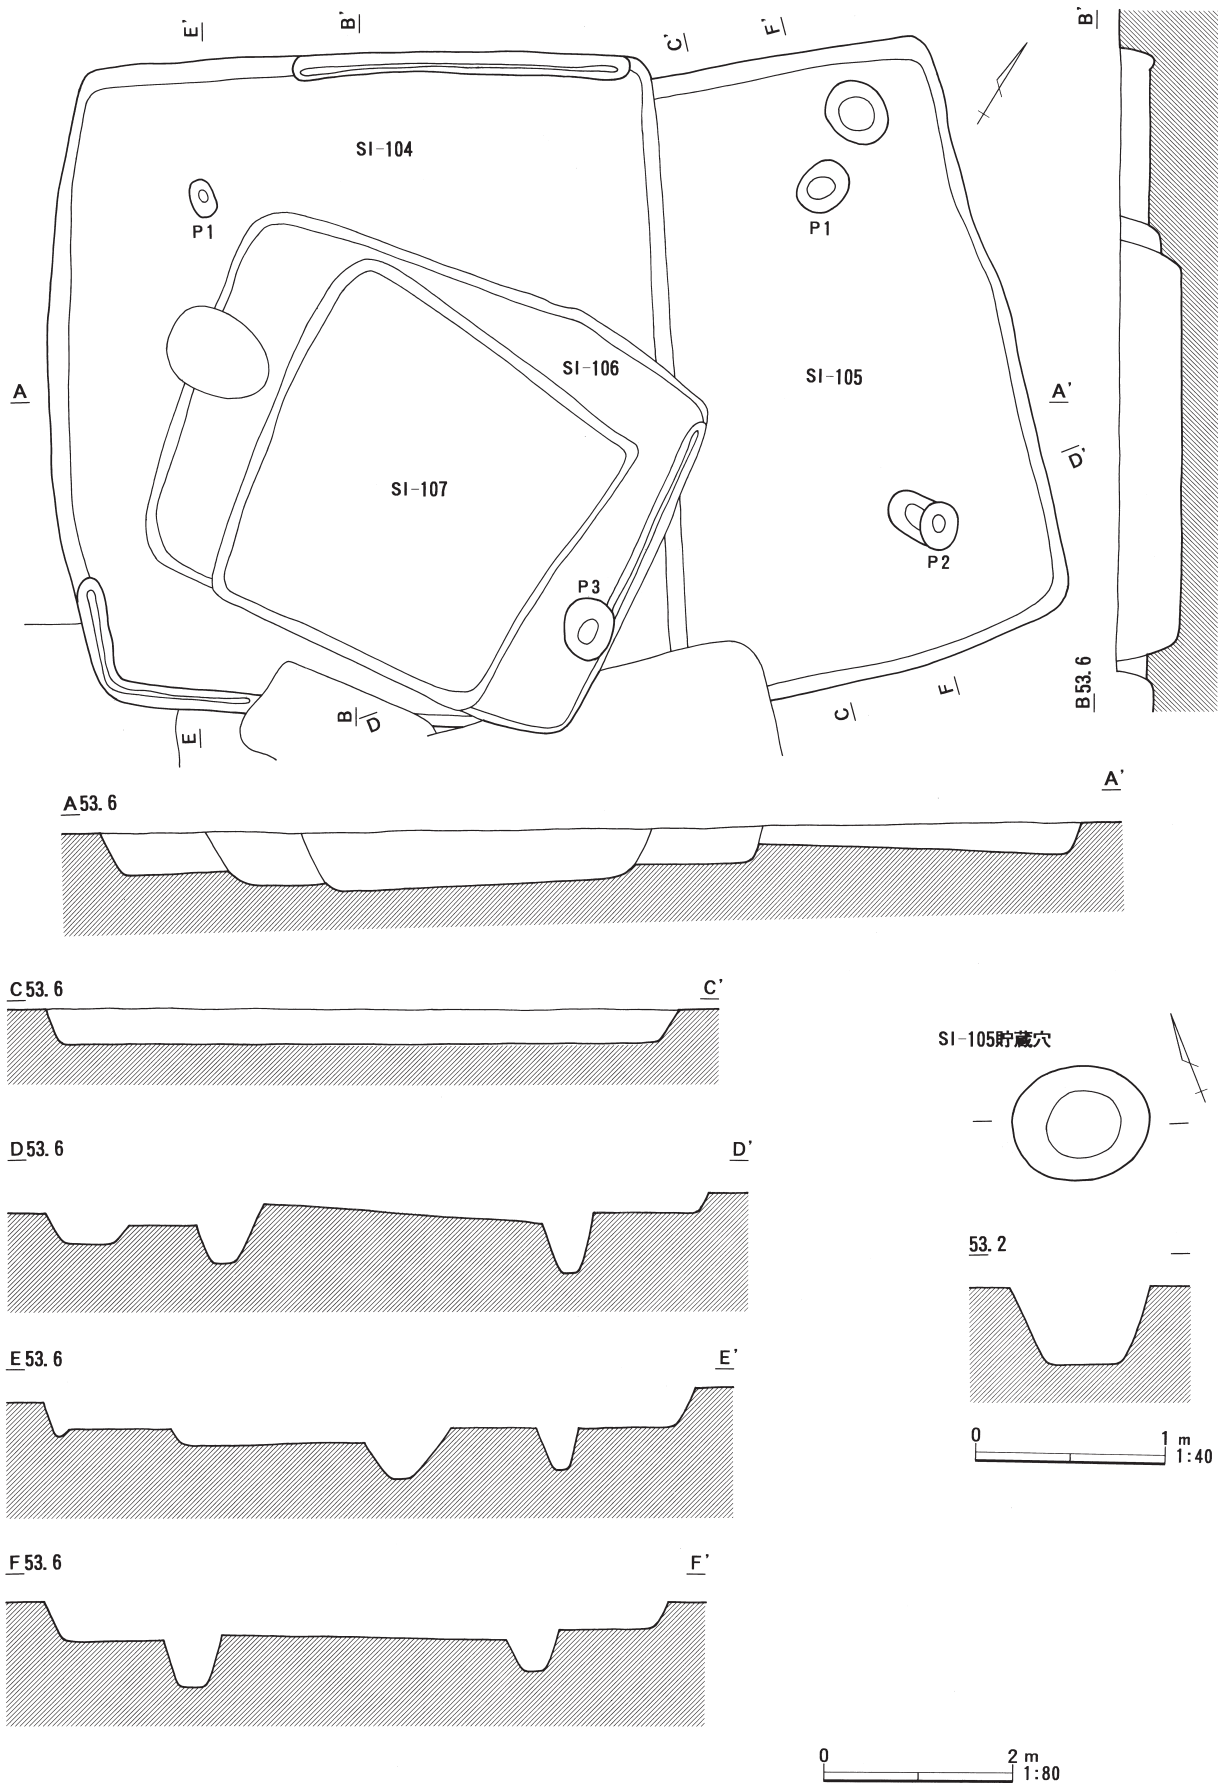 E' B' C' F' B'
SI-104
P1 P1
SI-106
SI-105
A A'
D'
SI-107
P2
P3
B53.6
E B D C F
A53.6 A'
C53.6 C'
SI-105貯蔵穴
D53.6 D'
53.2
E53.6 E'
0 1 m
1:40
F53.6 F'
0 2 m
1:80